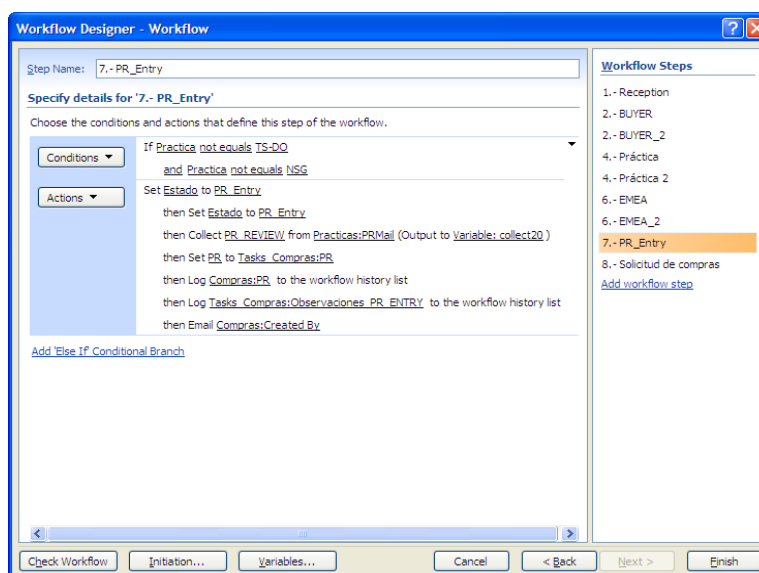 Workflow Designer - Workflow
Step Name: 7.- PR_Entry
Specify details for '7.- PR_Entry'
Choose the conditions and actions that define this step of the workflow.
Conditions
If Practica not equals TS-DO
and Practica not equals NSG
Actions
Set Estado to PR_Entry
then Set Estado to PR_Entry
then Collect PR_REVIEW from Practicas:PRMail (Output to Variable: collect20 )
then Set PR to Tasks_Compras:PR
then Log Compras:PR to the workflow history list
then Log Tasks_Compras:Observaciones_PR_ENTRY to the workflow history list
then Email Compras:Created By
Add 'Else If' Conditional Branch
Workflow Steps
1.- Reception
2.- BUYER
2.- BUYER_2
4.- Práctica
4.- Práctica 2
6.- EMEA
6.- EMEA_2
7.- PR_Entry
8.- Solicitud de compras
Add workflow step
Check Workflow
Initiation...
Variables...
Cancel
< Back
Next >
Finish